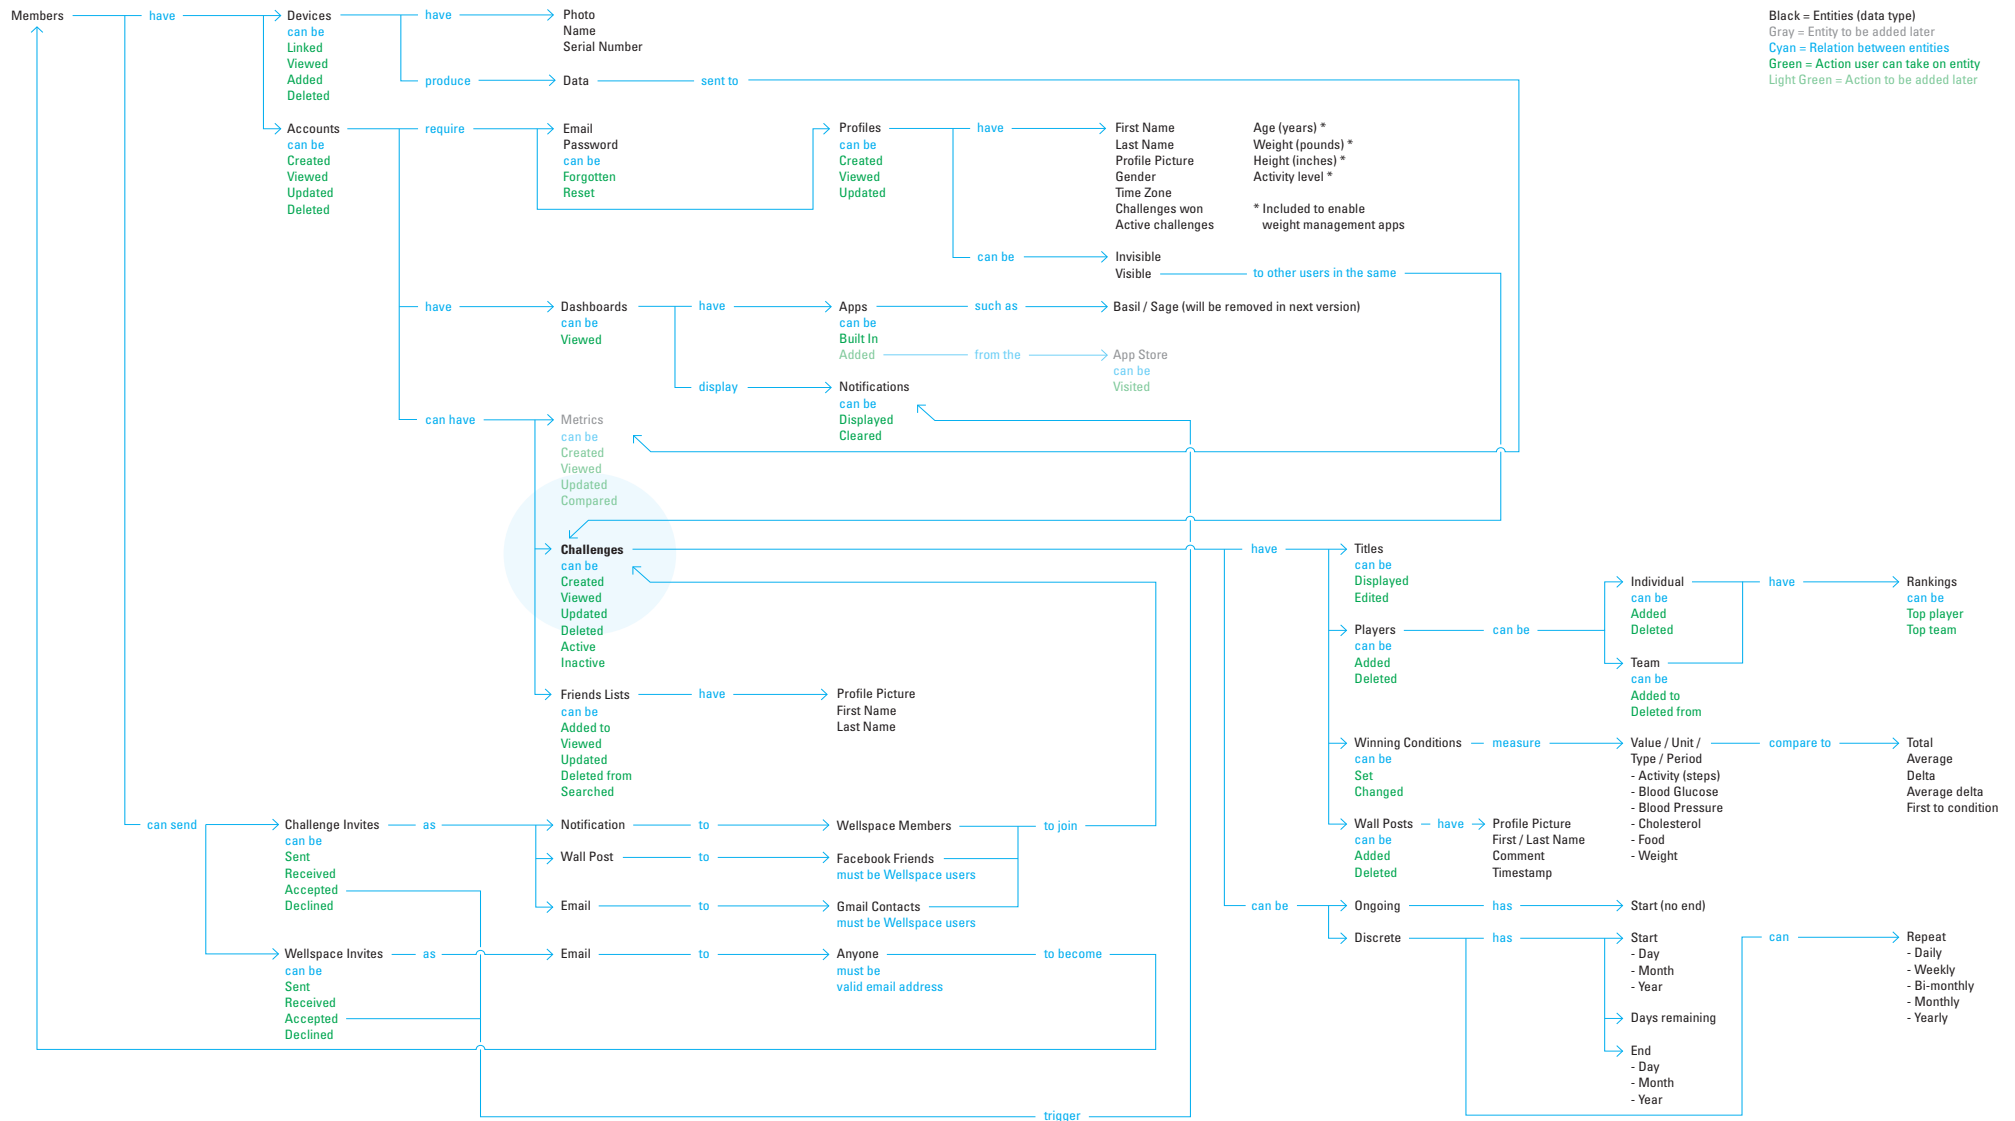 Members
have
Devices
can be
Linked
Viewed
Added
Deleted
have
Photo
Name
Serial Number
produce
Data
sent to
Black = Entities (data type)
Gray = Entity to be added later
Cyan = Relation between entities
Green = Action user can take on entity
Light Green = Action to be added later
Accounts
can be
Created
Viewed
Updated
Deleted
require
Email
Password
can be
Forgotten
Reset
Profiles
can be
Created
Viewed
Updated
have
First Name
Last Name
Profile Picture
Gender
Time Zone
Challenges won
Active challenges
Age (years) *
Weight (pounds) *
Height (inches) *
Activity level *
* Included to enable
weight management apps
can be
Invisible
Visible
to other users in the same
have
Dashboards
can be
Viewed
have
Apps
can be
Built In
Added
such as
Basil / Sage (will be removed in next version)
from the
App Store
can be
Visited
display
Notifications
can be
Displayed
Cleared
can have
Metrics
can be
Created
Viewed
Updated
Compared
Challenges
can be
Created
Viewed
Updated
Deleted
Active
Inactive
have
Titles
can be
Displayed
Edited
Players
can be
Added
Deleted
can be
Individual
can be
Added
Deleted
Team
can be
Added to
Deleted from
have
Rankings
can be
Top player
Top team
Friends Lists
can be
Added to
Viewed
Updated
Deleted from
Searched
have
Profile Picture
First Name
Last Name
Winning Conditions
can be
Set
Changed
measure
Value / Unit /
Type / Period
- Activity (steps)
- Blood Glucose
- Blood Pressure
- Cholesterol
- Food
- Weight
compare to
Total
Average
Delta
Average delta
First to condition
Wall Posts
can be
Added
Deleted
have
Profile Picture
First / Last Name
Comment
Timestamp
can send
Challenge Invites
can be
Sent
Received
Accepted
Declined
as
Notification
to
Wellspace Members
to join
Wall Post
to
Facebook Friends
must be Wellspace users
Email
to
Gmail Contacts
must be Wellspace users
can be
Ongoing
has
Start (no end)
Discrete
has
Start
- Day
- Month
- Year
Days remaining
End
- Day
- Month
- Year
can
Repeat
- Daily
- Weekly
- Bi-monthly
- Monthly
- Yearly
Wellspace Invites
can be
Sent
Received
Accepted
Declined
as
Email
to
Anyone
must be
valid email address
to become
trigger